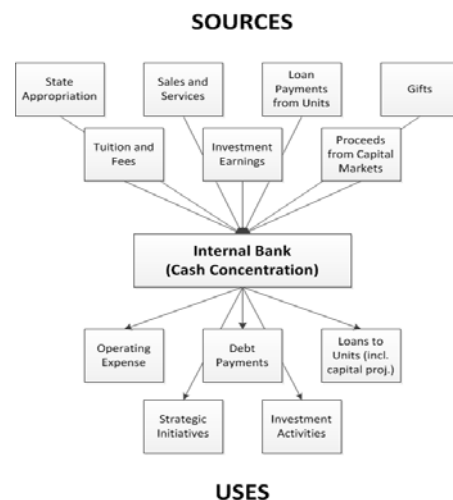 SOURCES
State
Appropriation
Sales and
Services
Loan
Payments
from Units
Gifts
Tuition and
Fees
Investment
Earnings
Proceeds
from Capital
Markets
Internal Bank
(Cash Concentration)
Operating
Expense
Debt
Payments
Loans to
Units (incl.
capital proj.)
Strategic
Initiatives
Investment
Activities
USES